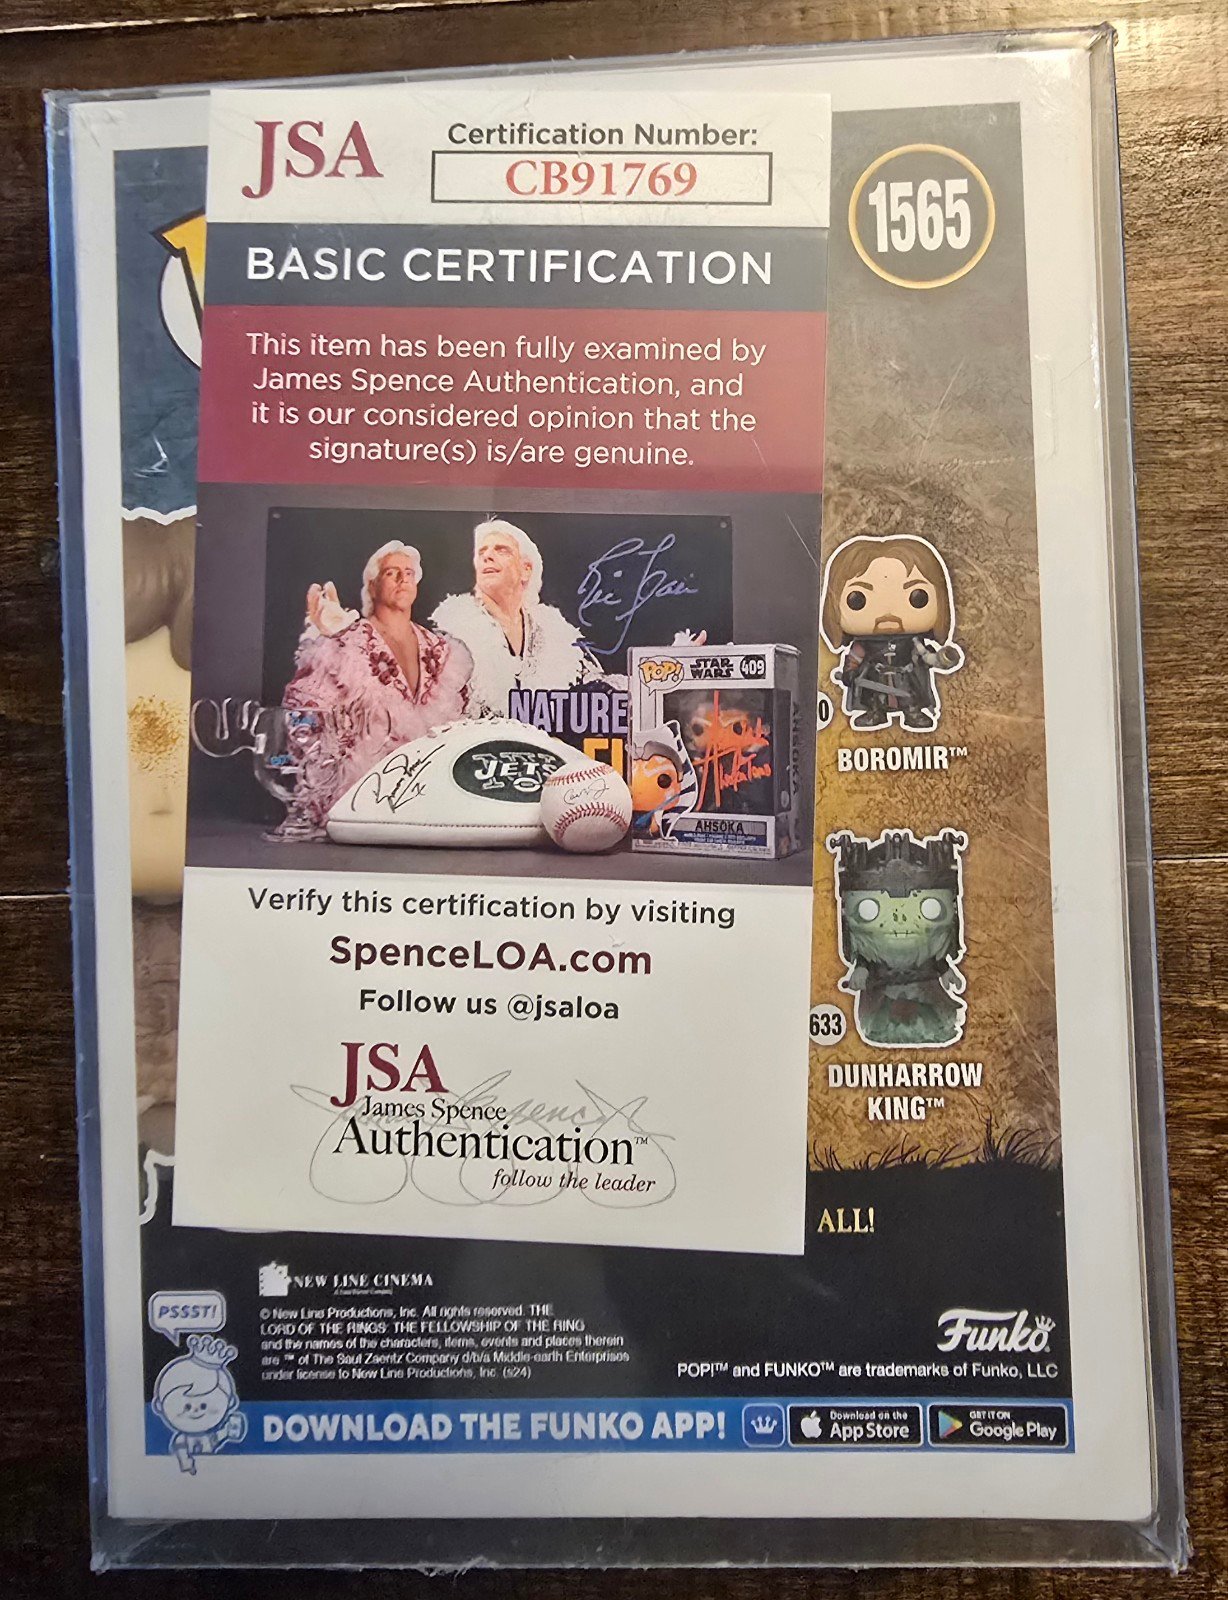 JSA
Certification Number:
CB91769
1565
BASIC CERTIFICATION
This item has been fully examined by
James Spence Authentication, and
it is our considered opinion that the
signature(s) is/are genuine.
Ric Flair
POP!
STAR
WARS
409
NATURE
JETS
AHSOKA
0
BOROMIR™
633
DUNHARROW
KING™
Verify this certification by visiting
SpenceLOA.com
Follow us @jsaloa
JSA
James Spence
Authentication™
follow the leader
ALL!
NEW LINE CINEMA
© New Line Productions, Inc. All rights reserved. THE
LORD OF THE RINGS: THE FELLOWSHIP OF THE RING
and the names of the characters, items, events and places therein
are ™ of The Saul Zaentz Company d/b/a Middle-earth Enterprises
under license to New Line Productions, Inc. (s24)
PSSST!
Funko
POP!™ and FUNKO™ are trademarks of Funko, LLC
DOWNLOAD THE FUNKO APP!
Download on the
App Store
GET IT ON
Google Play